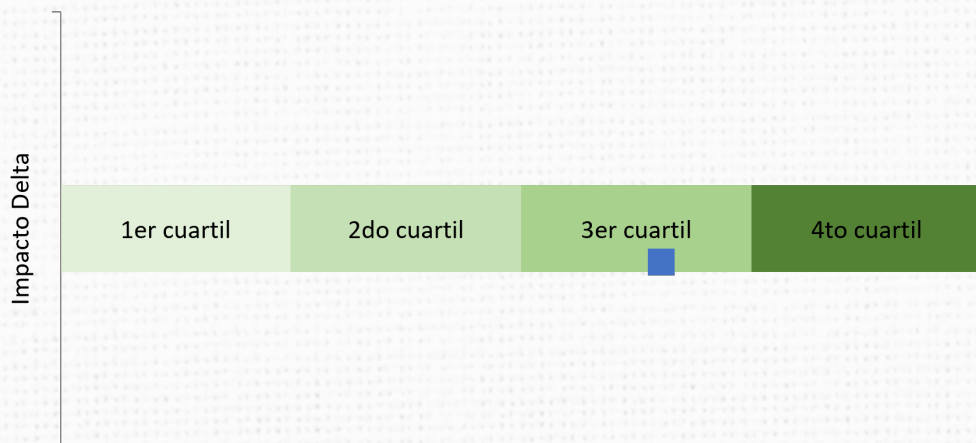 Impacto Delta
1er cuartil
2do cuartil
3er cuartil
4to cuartil